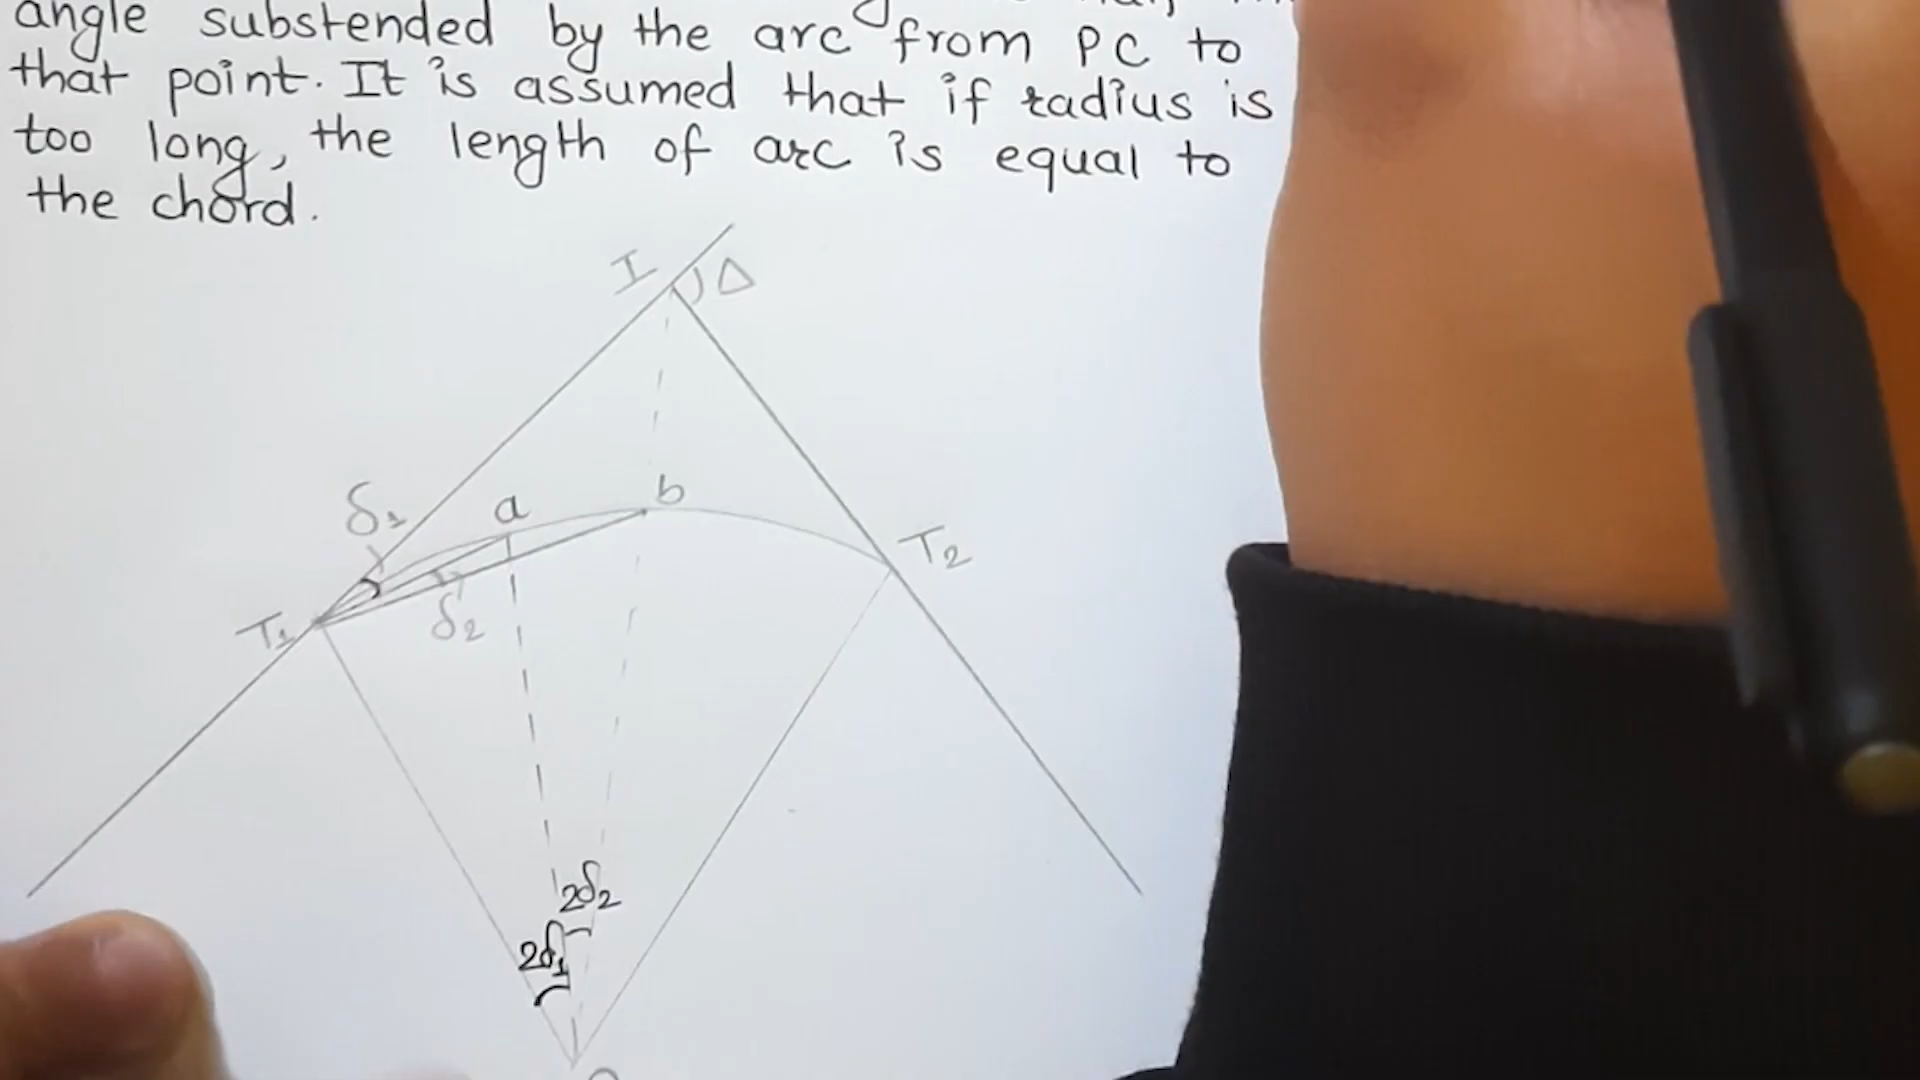 angle substended by the arc from PC to
that point. It is assumed that if radius is
too long, the length of arc is equal to
the chord.
I Δ
δ1 a b
T2
T1 δ2
2δ2
2δ1